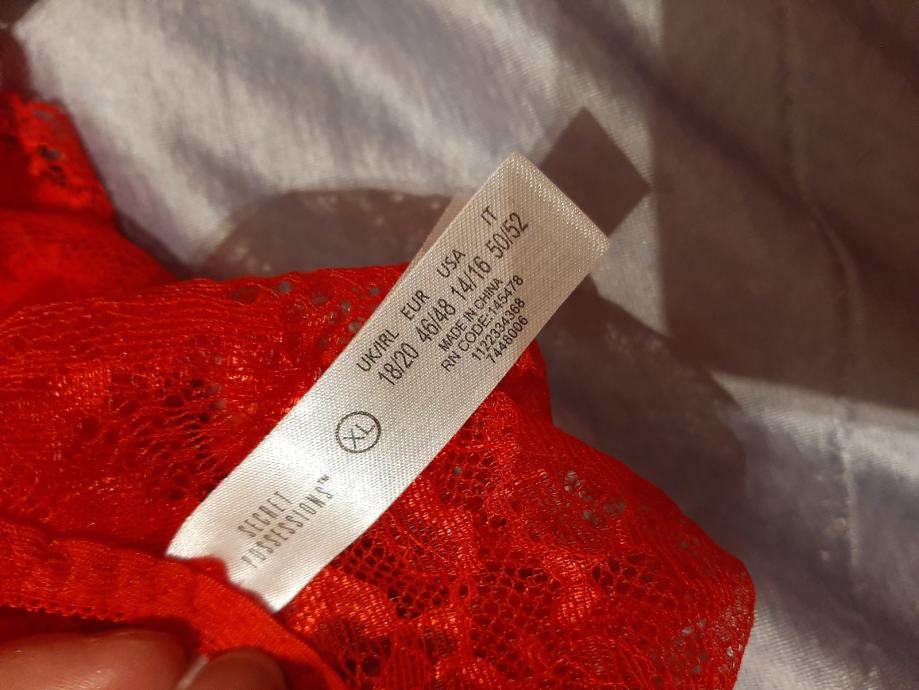 UK/IRL EUR USA IT
18/20 46/48 14/16 50/52
MADE IN CHINA
RN CODE:145478
1122334368
7446006
XL
SECRET
POSSESSIONS™